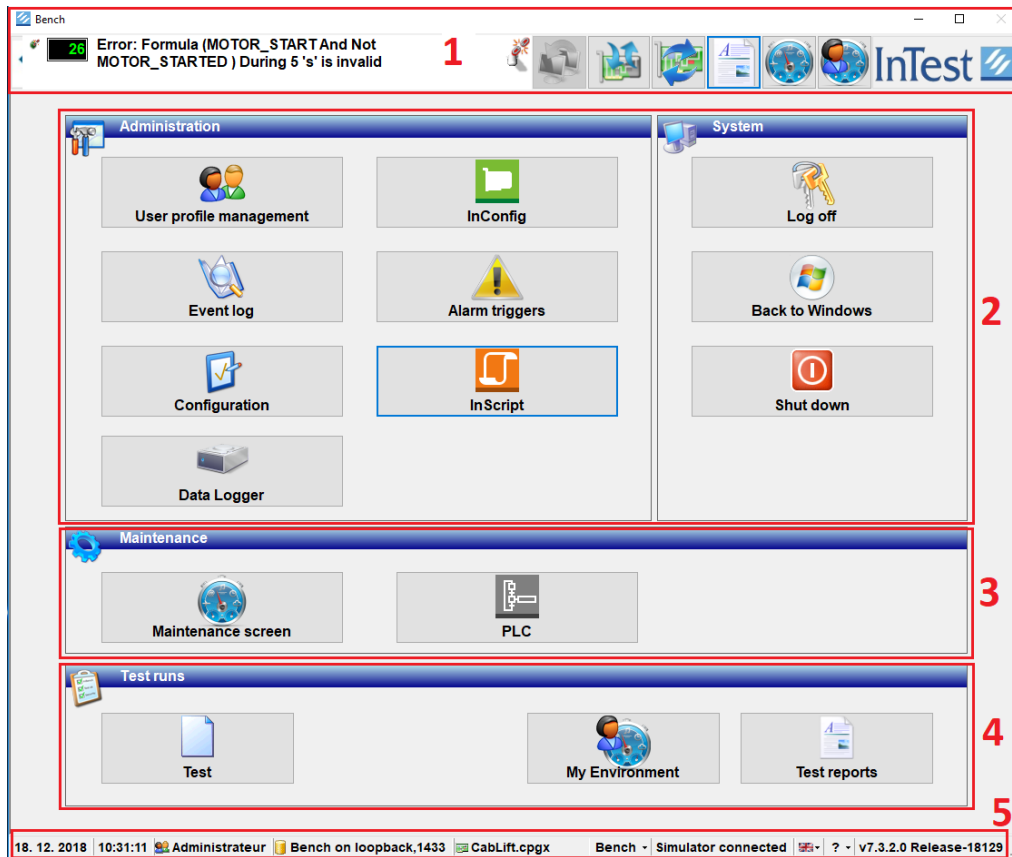 Bench
26
Error: Formula (MOTOR_START And Not
MOTOR_STARTED ) During 5 's' is invalid
1
InTest
Administration
System
User profile management
InConfig
Log off
Event log
Alarm triggers
Back to Windows
2
Configuration
InScript
Shut down
Data Logger
Maintenance
3
Maintenance screen
PLC
Test runs
4
Test
My Environment
Test reports
5
18. 12. 2018 10:31:11 Administrateur Bench on loopback,1433 CabLift.cpgx Bench Simulator connected ? v7.3.2.0 Release-18129